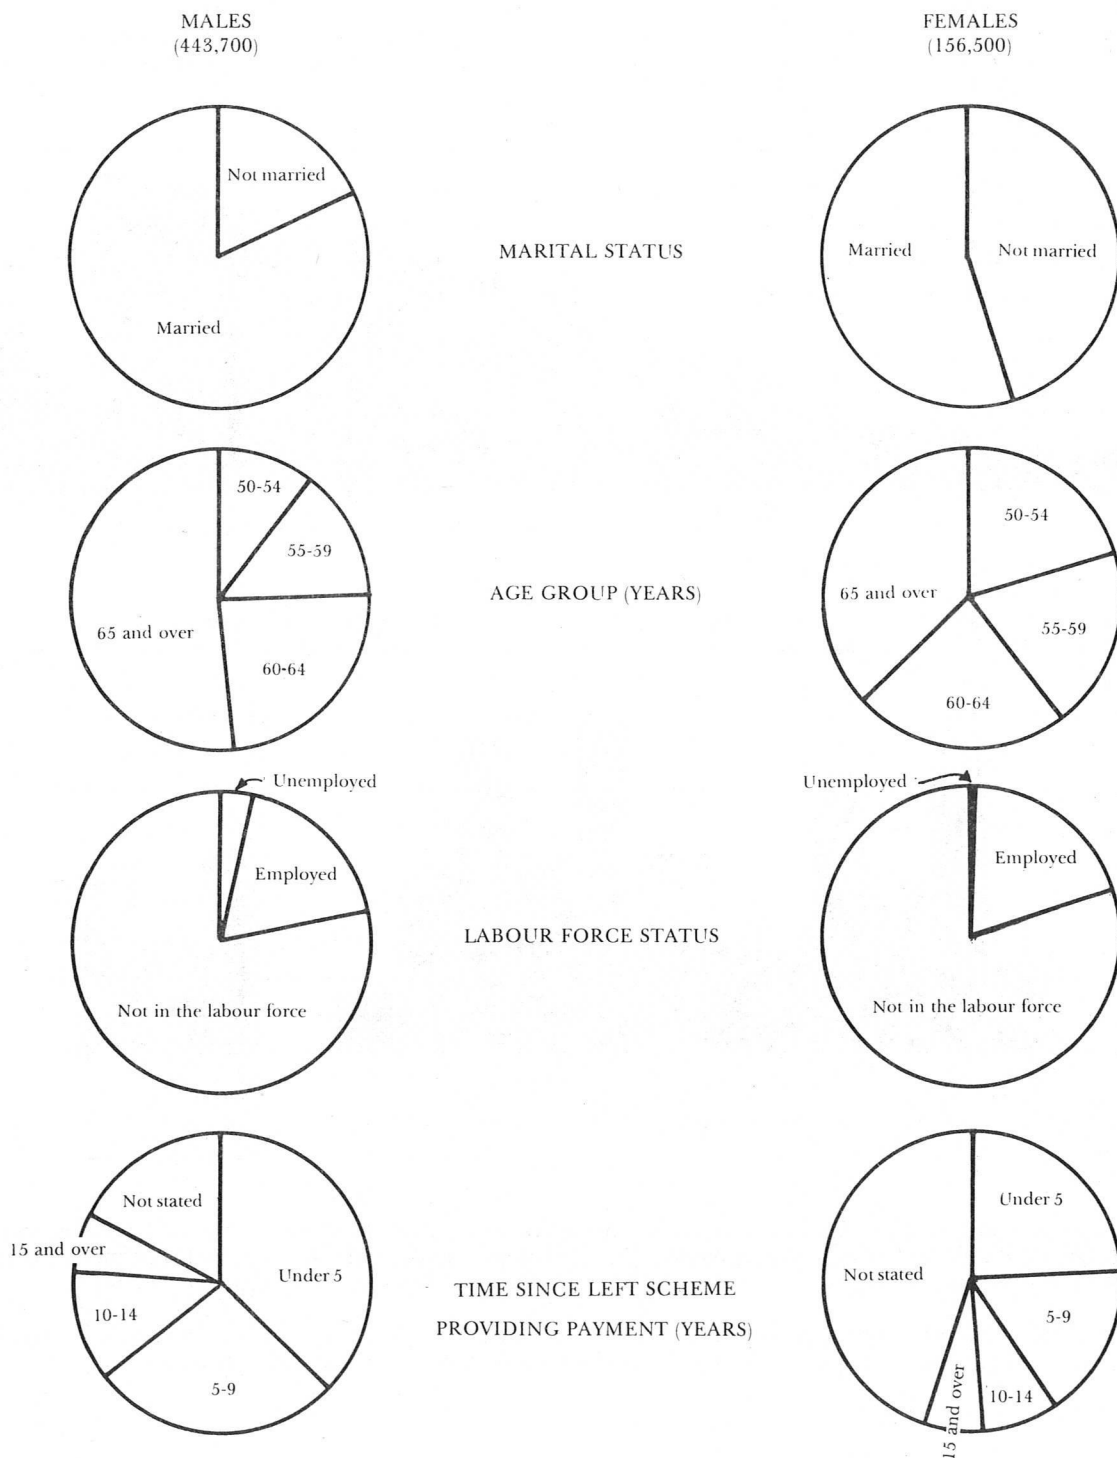 MALES
(443,700)
FEMALES
(156,500)
Not married
Married
MARITAL STATUS
Married
Not married
50-54
55-59
65 and over
60-64
AGE GROUP (YEARS)
50-54
65 and over
55-59
60-64
Unemployed
Employed
Not in the labour force
LABOUR FORCE STATUS
Unemployed
Employed
Not in the labour force
Not stated
15 and over
Under 5
10-14
5-9
TIME SINCE LEFT SCHEME
PROVIDING PAYMENT (YEARS)
Under 5
Not stated
5-9
10-14
15 and over